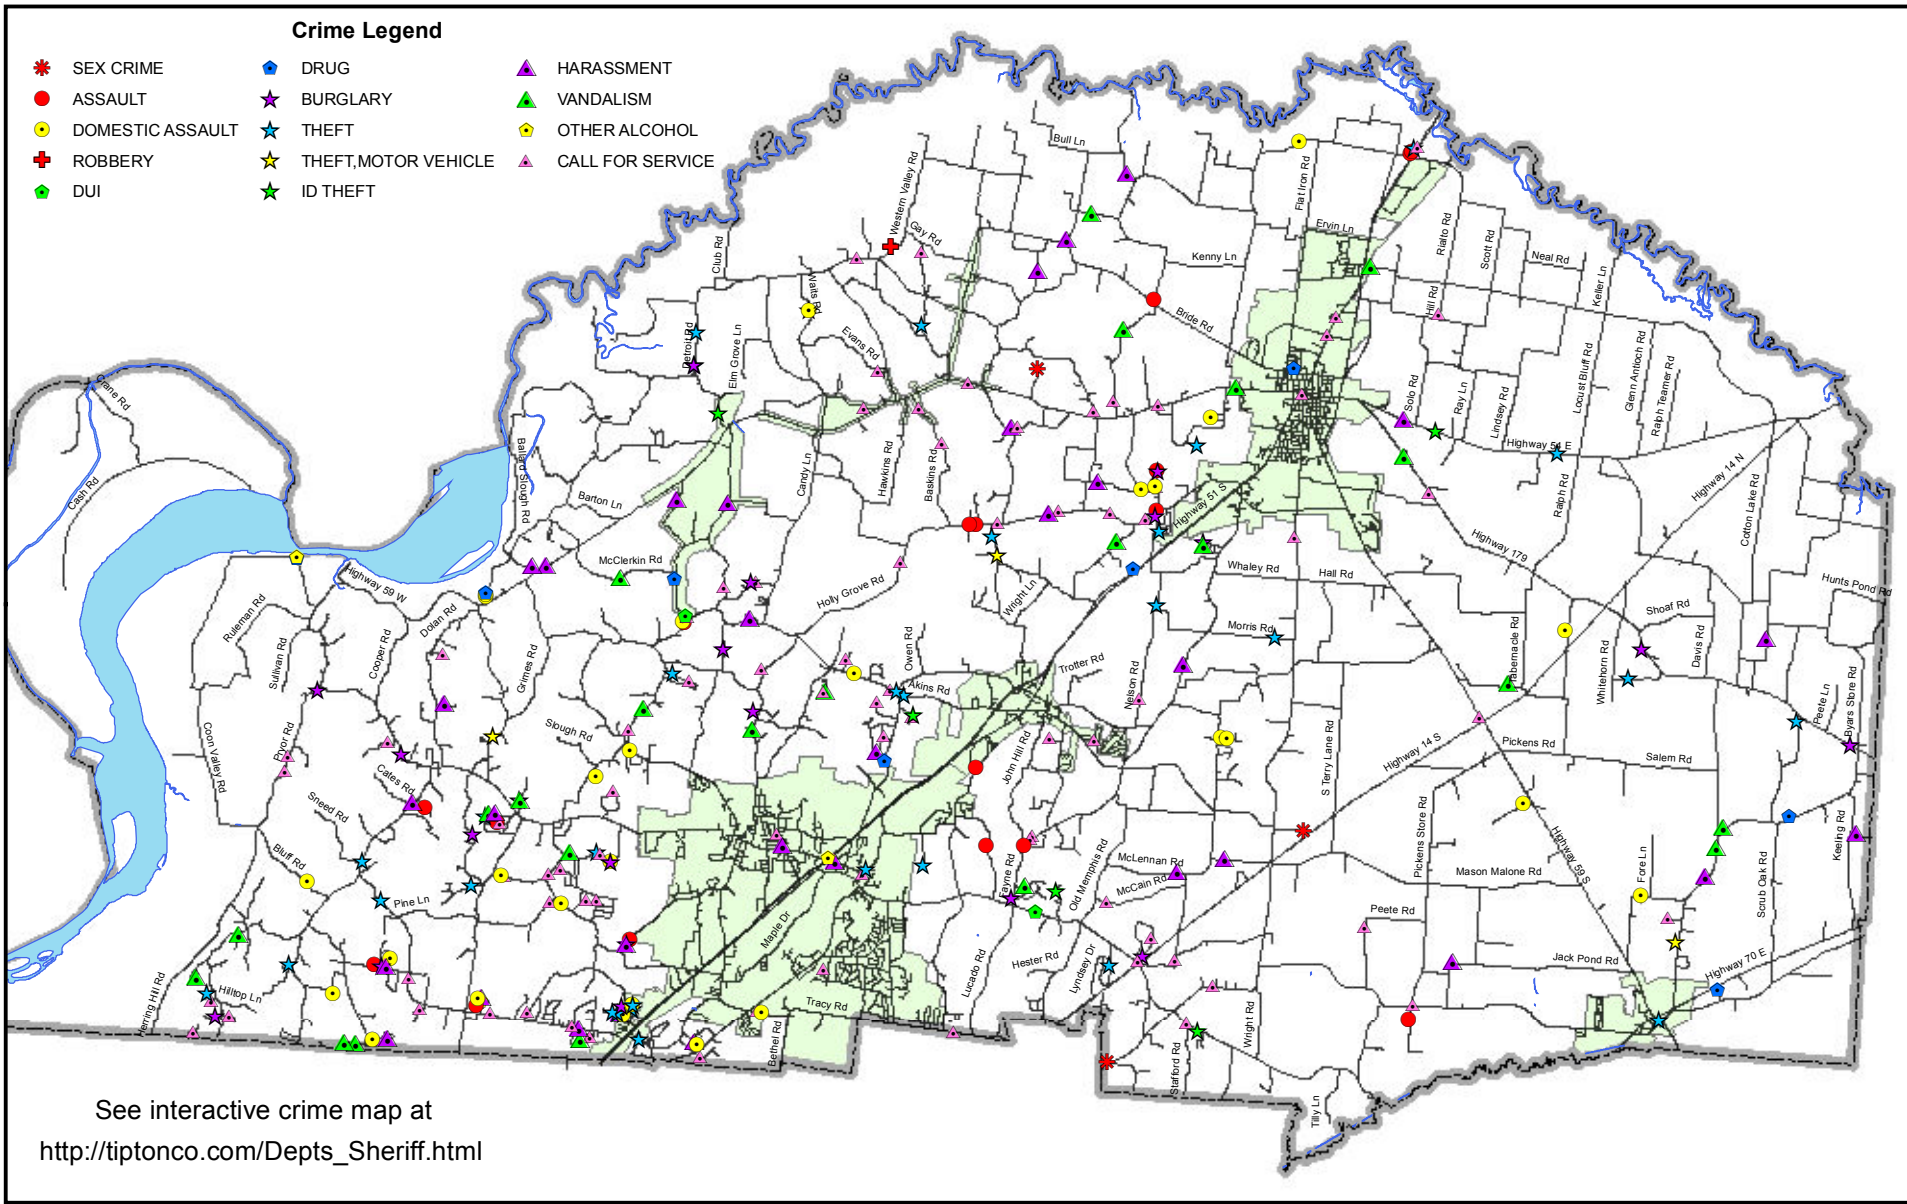 Crime Legend
SEX CRIME
ASSAULT
DOMESTIC ASSAULT
ROBBERY
DUI
DRUG
BURGLARY
THEFT
THEFT,MOTOR VEHICLE
ID THEFT
HARASSMENT
VANDALISM
OTHER ALCOHOL
CALL FOR SERVICE
Bull Ln
Western Valley Rd
Gay Rd
Flat Iron Rd
Ervin Ln
Club Rd
Kenny Ln
Rialto Rd
Scott Rd
Neal Rd
Keller Ln
Waits Rd
Hill Rd
Bride Rd
Detroit Rd
Elm Grove Ln
Evans Rd
Locust Bluff Rd
Glenn Antioch Rd
Ralph Teamer Rd
Solo Rd
Ray Ln
Lindsey Rd
Highway 54 E
Cash Rd
Ballard Slough Rd
Barton Ln
Candy Ln
Hawkins Rd
Baskins Rd
Highway 51 S
Ralph Rd
Highway 14 N
Cotton Lake Rd
Highway 179
McClerkin Rd
Highway 59 W
Holly Grove Rd
Wright Ln
Whaley Rd
Hall Rd
Hunts Pond Rd
Ruleman Rd
Dolan Rd
Shoaf Rd
Morris Rd
Sullivan Rd
Cooper Rd
Grimes Rd
Owen Rd
Trotter Rd
Tabernacle Rd
Whitehorn Rd
Davis Rd
Akins Rd
Nelson Rd
Peete Ln
Byars Store Rd
Coon Valley Rd
Pryor Rd
Slough Rd
John Hill Rd
S Terry Lane Rd
Highway 14 S
Pickens Rd
Salem Rd
Cates Rd
Sneed Rd
Pickens Store Rd
Highway 59 S
Keeling Rd
Bluff Rd
Payne Rd
Old Memphis Rd
McLennan Rd
McCain Rd
Mason Malone Rd
Fore Ln
Scrub Oak Rd
Pine Ln
Maple Dr
Peete Rd
Herring Hill Rd
Hilltop Ln
Lucado Rd
Hester Rd
Lyndsey Dr
Jack Pond Rd
Highway 70 E
Tracy Rd
Bethel Rd
Wright Rd
Stafford Rd
Tilly Ln
See interactive crime map at
http://tiptonco.com/Depts_Sheriff.html